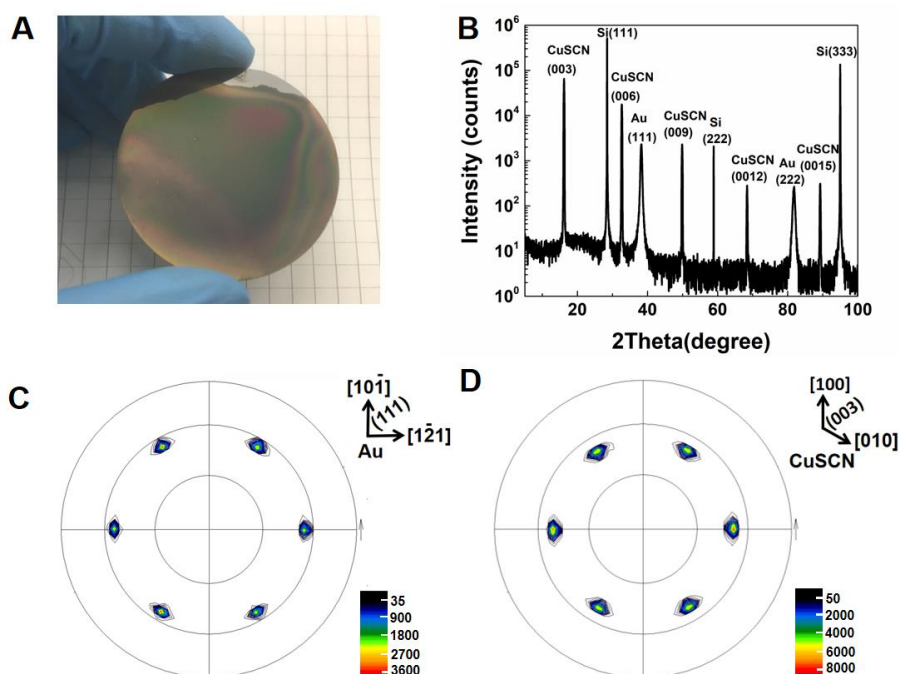 A
B
10⁶
10⁵
10⁴
10³
10²
10¹
10⁰
Intensity (counts)
CuSCN
(003)
Si(111)
CuSCN
(006)
Au
(111)
CuSCN
(009)
Si
(222)
CuSCN
(0012)
Au
(222)
CuSCN
(0015)
Si(333)
20 40 60 80 100
2Theta(degree)
C
[101̄]
(111)
[12̄1]
Au
35
900
1800
2700
3600
D
[100]
(003)
[010]
CuSCN
50
2000
4000
6000
8000